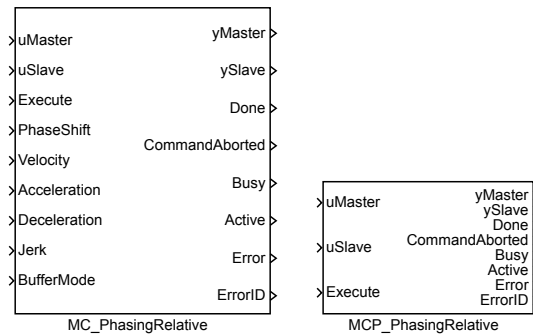 uMaster
uSlave
Execute
PhaseShift
Velocity
Acceleration
Deceleration
Jerk
BufferMode
yMaster
ySlave
Done
CommandAborted
Busy
Active
Error
ErrorID
MC_PhasingRelative
uMaster
uSlave
Execute
yMaster
ySlave
Done
CommandAborted
Busy
Active
Error
ErrorID
MCP_PhasingRelative